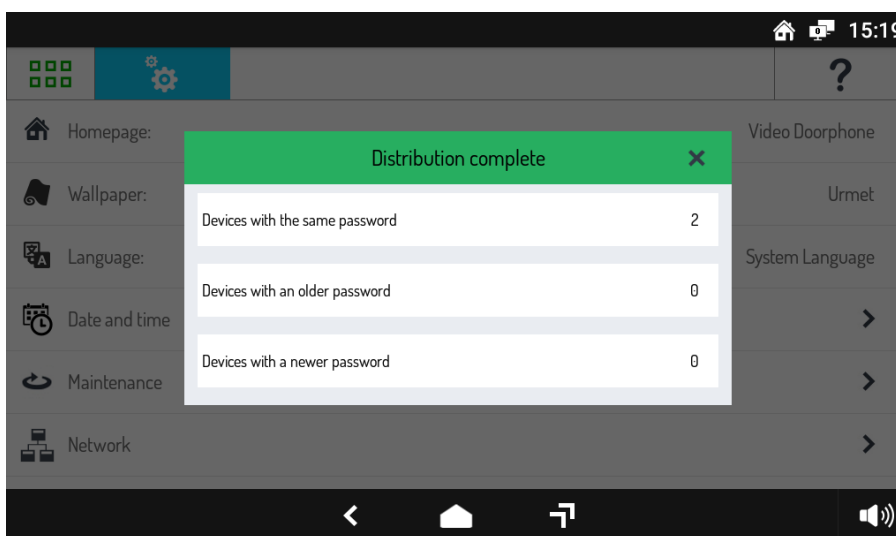 15:19
?
Homepage:
Video Doorphone
Distribution complete
Wallpaper:
Urmet
Devices with the same password 2
Language:
System Language
Devices with an older password 0
Date and time
Devices with a newer password 0
Maintenance
Network